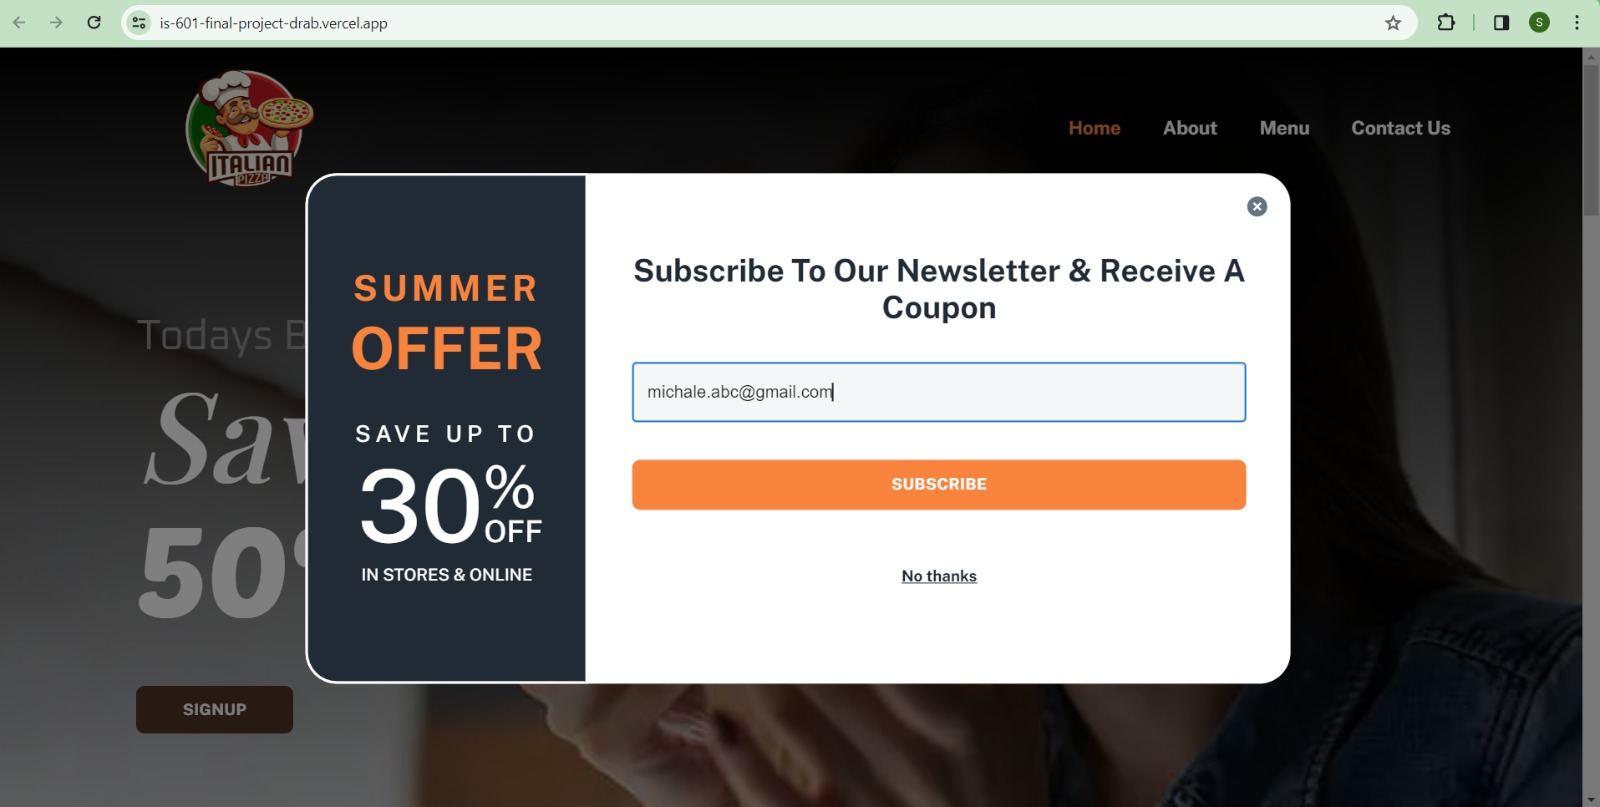 is-601-final-project-drab.vercel.app
S
ITALIAN
PIZZA
Home About Menu Contact Us
Todays B
Sav
50%
SIGNUP
SUMMER
OFFER
SAVE UP TO
30%
OFF
IN STORES & ONLINE
Subscribe To Our Newsletter & Receive A
Coupon
michale.abc@gmail.com
SUBSCRIBE
No thanks